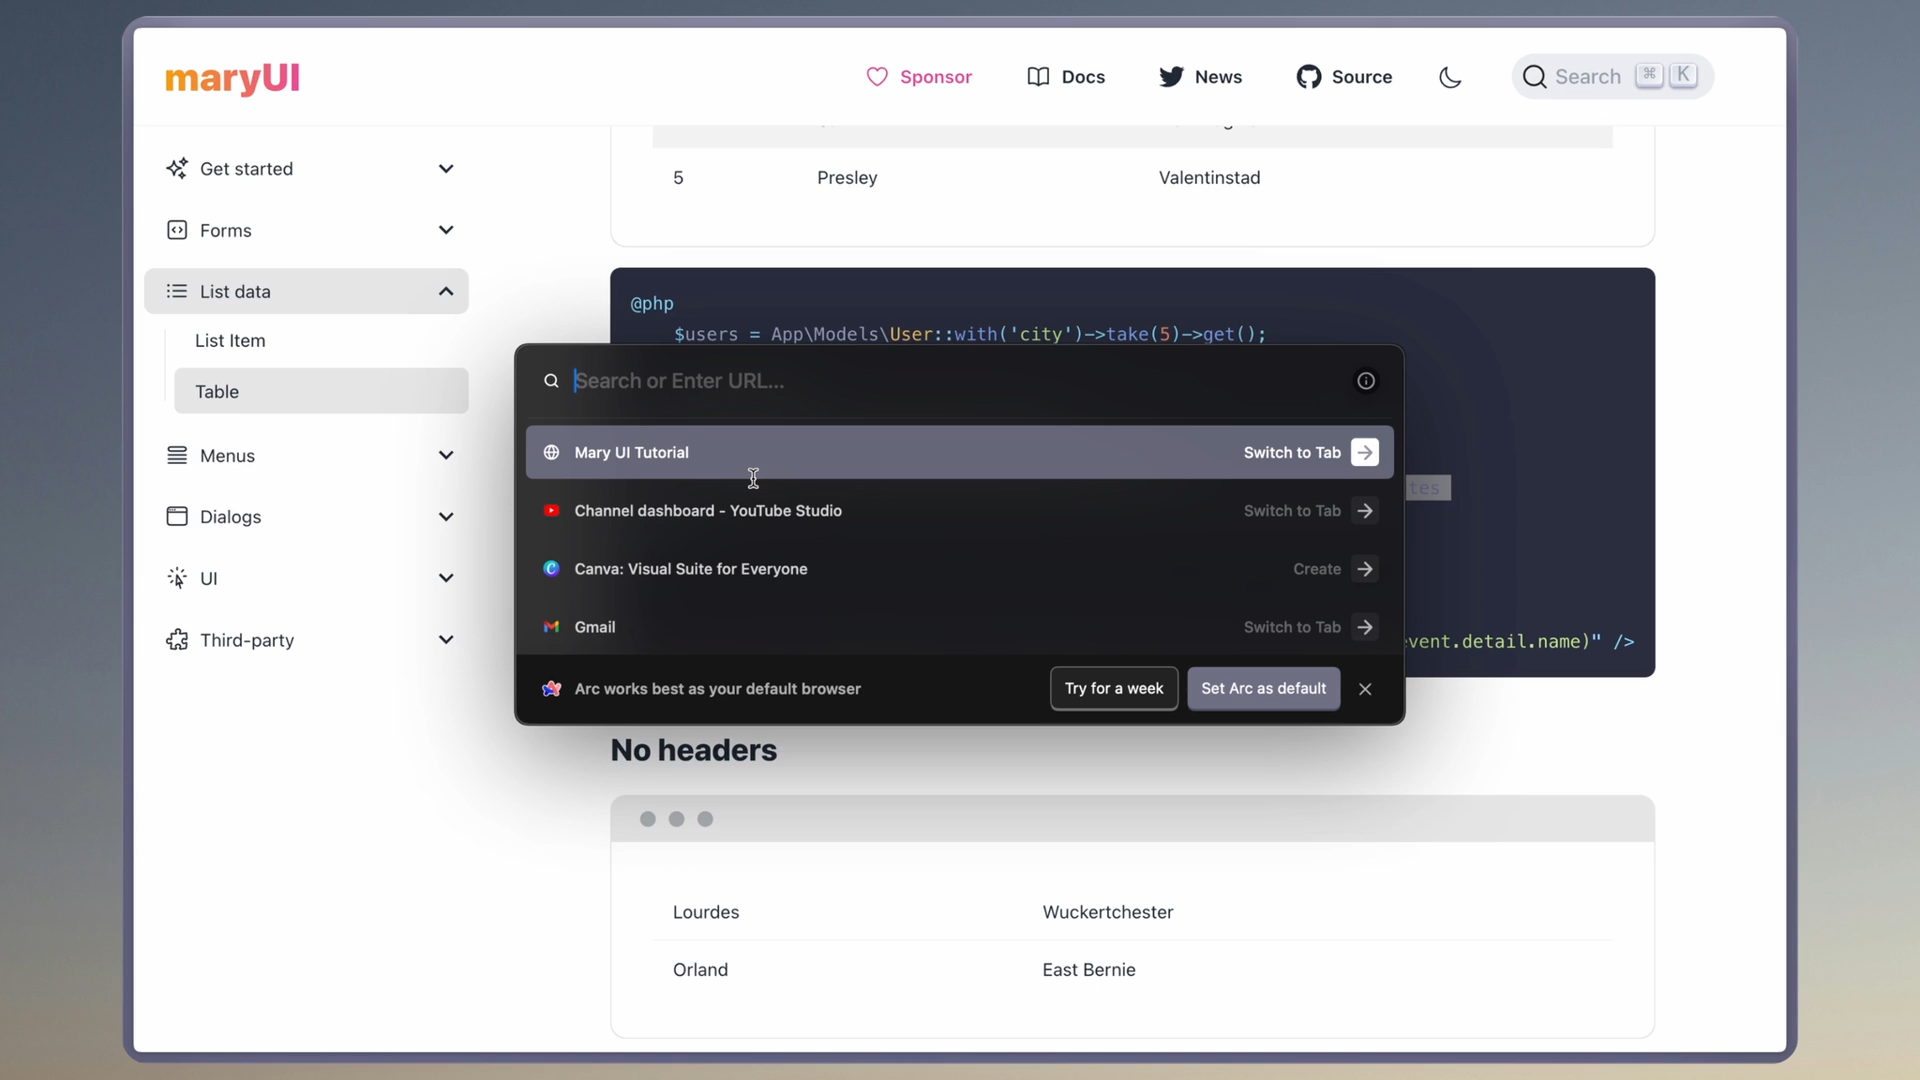 maryUI
Sponsor
Docs
News
Source
Search ⌘ K
Get started
Forms
List data
List Item
Table
Menus
Dialogs
UI
Third-party
5 Presley Valentinstad
@php
$users = App\Models\User::with('city')->take(5)->get();
Search or Enter URL...
Mary UI Tutorial Switch to Tab
tes
Channel dashboard - YouTube Studio Switch to Tab
Canva: Visual Suite for Everyone Create
Gmail Switch to Tab
event.detail.name)" />
Arc works best as your default browser Try for a week Set Arc as default
No headers
Lourdes Wuckertchester
Orland East Bernie